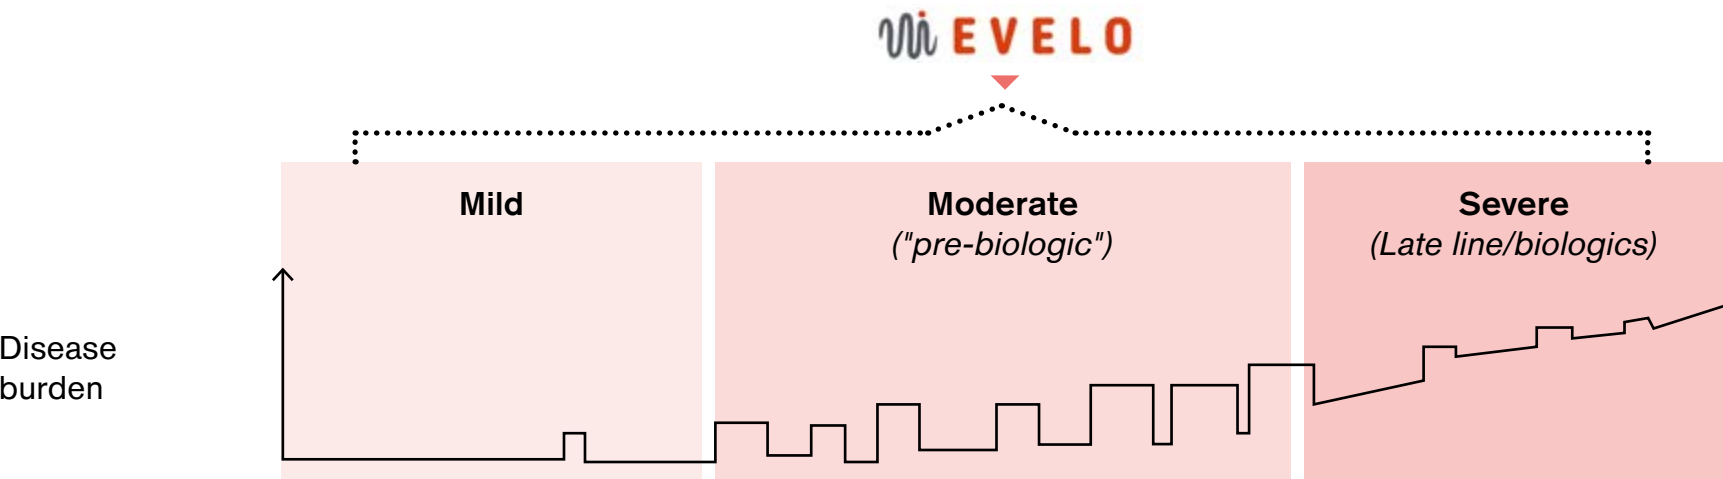 EVELO
Mild
Moderate
("pre-biologic")
Severe
(Late line/biologics)
Disease
burden